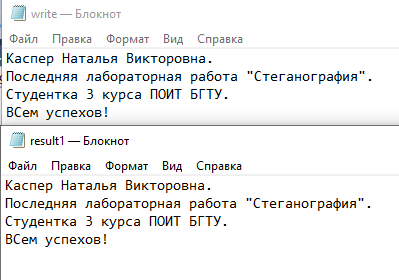 write — Блокнот
Файл Правка Формат Вид Справка
Каспер Наталья Викторовна.
Последняя лабораторная работа "Стеганография".
Студентка 3 курса ПОИТ БГТУ.
ВСем успехов!
result1 — Блокнот
Файл Правка Формат Вид Справка
Каспер Наталья Викторовна.
Последняя лабораторная работа "Стеганография".
Студентка 3 курса ПОИТ БГТУ.
ВСем успехов!